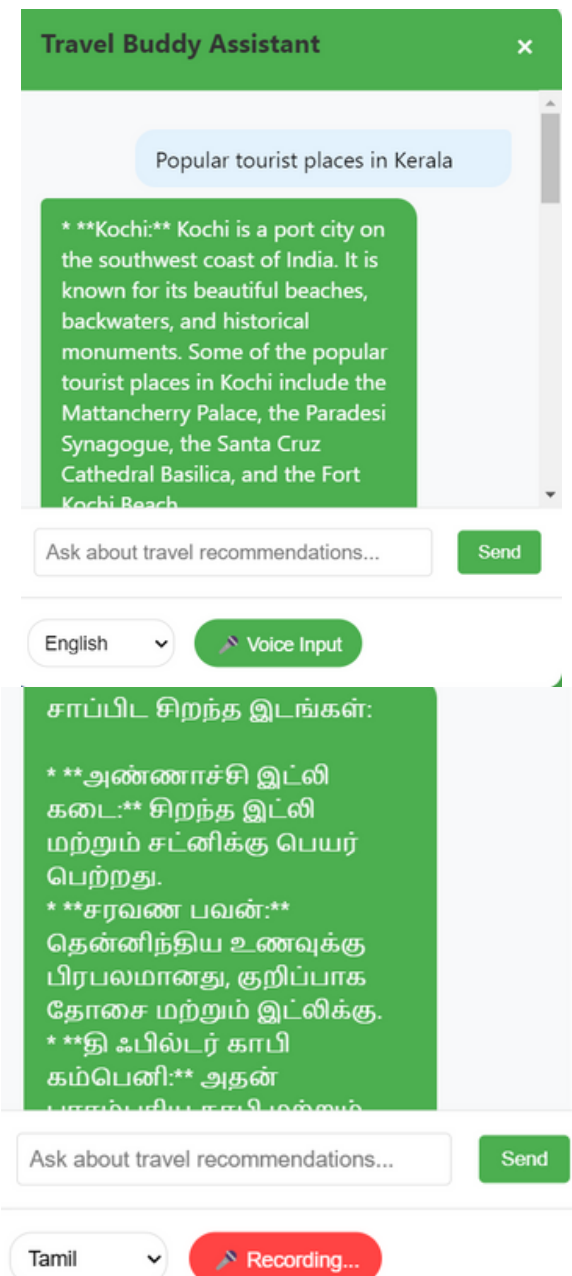 Travel Buddy Assistant ×
Popular tourist places in Kerala
* **Kochi:** Kochi is a port city on
the southwest coast of India. It is
known for its beautiful beaches,
backwaters, and historical
monuments. Some of the popular
tourist places in Kochi include the
Mattancherry Palace, the Paradesi
Synagogue, the Santa Cruz
Cathedral Basilica, and the Fort
Kochi Beach
Ask about travel recommendations... Send
English Voice Input
சாப்பிட சிறந்த இடங்கள்:
* **அண்ணாச்சி இட்லி
கடை:** சிறந்த இட்லி
மற்றும் சட்னிக்கு பெயர்
பெற்றது.
* **சரவண பவன்:**
தென்னிந்திய உணவுக்கு
பிரபலமானது, குறிப்பாக
தோசை மற்றும் இட்லிக்கு.
* **தி ஃபில்டர் காபி
கம்பெனி:** அதன்
Ask about travel recommendations... Send
Tamil Recording...